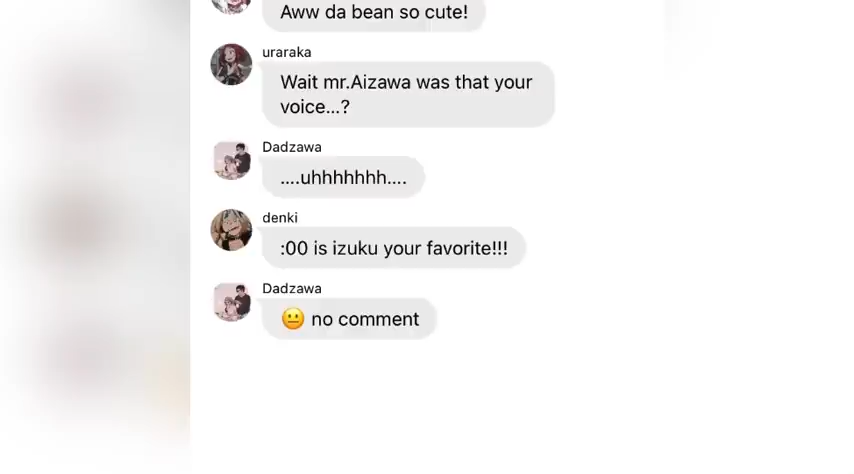 Aww da bean so cute!
uraraka
Wait mr.Aizawa was that your
voice...?
Dadzawa
....uhhhhhhh....
denki
:00 is izuku your favorite!!!
Dadzawa
😐 no comment